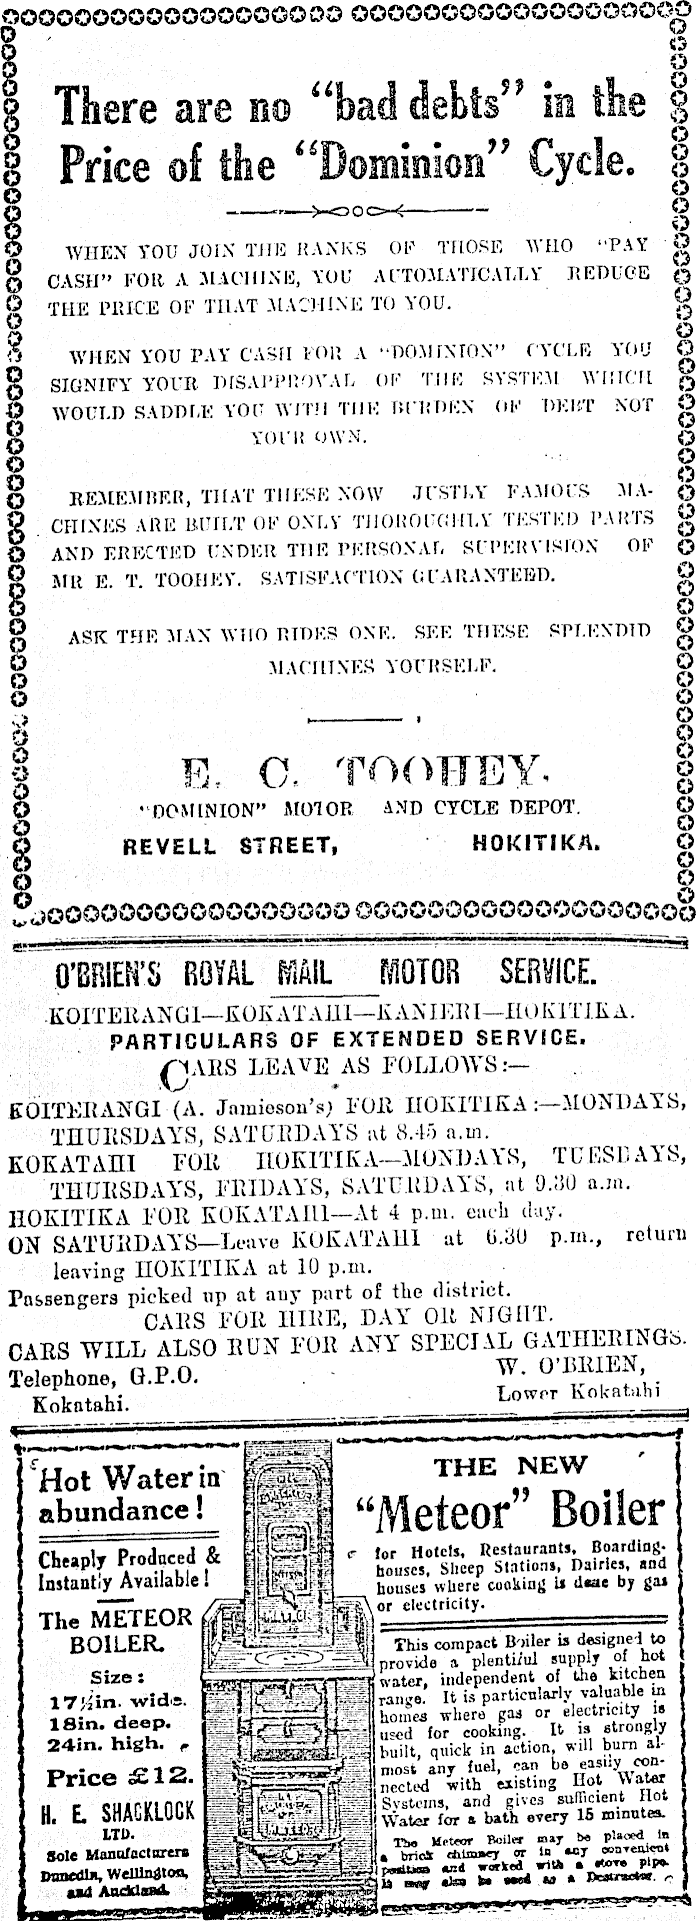 There are no "bad debts" in the
Price of the "Dominion" Cycle.
WHEN YOU JOIN THE RANKS OF THOSE WHO "PAY
CASH" FOR A MACHINE, YOU AUTOMATICALLY REDUCE
THE PRICE OF THAT MACHINE TO YOU.
WHEN YOU PAY CASH FOR A "DOMINION" CYCLE YOU
SIGNIFY YOUR DISAPPROVAL OF THE SYSTEM WHICH
WOULD SADDLE YOU WITH THE BURDEN OF DEBT NOT
YOUR OWN.
REMEMBER, THAT THESE NOW JUSTLY FAMOUS MA-
CHINES ARE BUILT OF ONLY THOROUGHLY TESTED PARTS
AND ERECTED UNDER THE PERSONAL SUPERVISION OF
MR E. T. TOOHEY. SATISFACTION GUARANTEED.
ASK THE MAN WHO RIDES ONE. SEE THESE SPLENDID
MACHINES YOURSELF.
E. C. TOOHEY,
"DOMINION" MOTOR AND CYCLE DEPOT.
REVELL STREET, HOKITIKA.
O'BRIEN'S ROYAL MAIL MOTOR SERVICE.
KOITERANGI—KOKATAHI—KANIERI—HOKITIKA.
PARTICULARS OF EXTENDED SERVICE.
CARS LEAVE AS FOLLOWS:—
KOITERANGI (A. Jamieson's) FOR HOKITIKA:—MONDAYS,
THURSDAYS, SATURDAYS at 8.45 a.m.
KOKATAHI FOR HOKITIKA—MONDAYS, TUESDAYS,
THURSDAYS, FRIDAYS, SATURDAYS, at 9.30 a.m.
HOKITIKA FOR KOKATAHI—At 4 p.m. each day.
ON SATURDAYS—Leave KOKATAHI at 6.30 p.m., return
leaving HOKITIKA at 10 p.m.
Passengers picked up at any part of the district.
CARS FOR HIRE, DAY OR NIGHT.
CARS WILL ALSO RUN FOR ANY SPECIAL GATHERINGS.
Telephone, G.P.O. W. O'BRIEN,
Kokatahi. Lower Kokatahi
Hot Water in
abundance!
Cheaply Produced &
Instantly Available!
The METEOR
BOILER.
Size:
17½in. wide.
18in. deep.
24in. high.
Price £12.
H. E. SHACKLOCK
LTD.
Sole Manufacturers
Dunedin, Wellington,
and Auckland.
THE NEW
"Meteor" Boiler
for Hotels, Restaurants, Boarding-
houses, Sheep Stations, Dairies, and
houses where cooking is done by gas
or electricity.
This compact Boiler is designed to
provide a plentiful supply of hot
water, independent of the kitchen
range. It is particularly valuable in
homes where gas or electricity is
used for cooking. It is strongly
built, quick in action, will burn al-
most any fuel, can be easily con-
nected with existing Hot Water
Systems, and gives sufficient Hot
Water for a bath every 15 minutes.
The Meteor Boiler may be placed in
a brick chimney or in any convenient
position and worked with a stove pipe.
It may also be used as a Destructor.